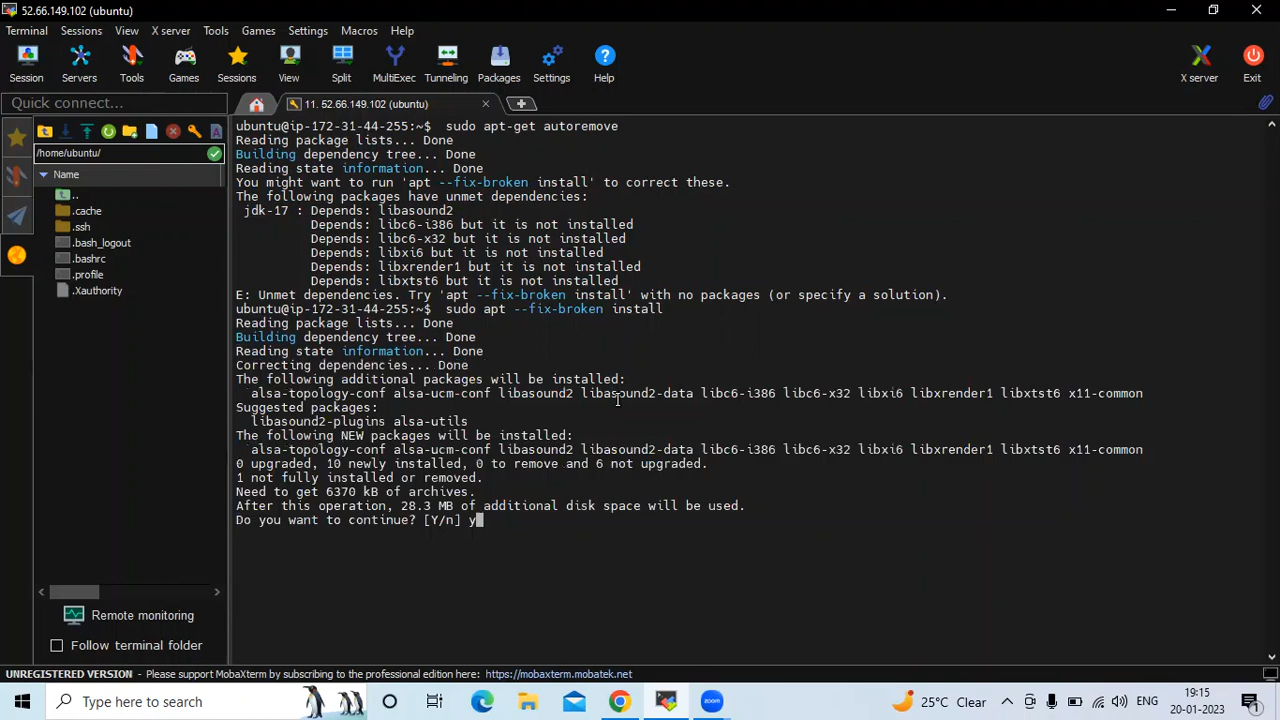 52.66.149.102 (ubuntu)
Terminal Sessions View X server Tools Games Settings Macros Help
Session Servers Tools Games Sessions View Split MultiExec Tunneling Packages Settings Help X server Exit
Quick connect...
11. 52.66.149.102 (ubuntu)
/home/ubuntu/
Name
..
.cache
.ssh
.bash_logout
.bashrc
.profile
.Xauthority
Remote monitoring
Follow terminal folder
ubuntu@ip-172-31-44-255:~$ sudo apt-get autoremove
Reading package lists... Done
Building dependency tree... Done
Reading state information... Done
You might want to run 'apt --fix-broken install' to correct these.
The following packages have unmet dependencies:
jdk-17 : Depends: libasound2
Depends: libc6-i386 but it is not installed
Depends: libc6-x32 but it is not installed
Depends: libxi6 but it is not installed
Depends: libxrender1 but it is not installed
Depends: libxtst6 but it is not installed
E: Unmet dependencies. Try 'apt --fix-broken install' with no packages (or specify a solution).
ubuntu@ip-172-31-44-255:~$ sudo apt --fix-broken install
Reading package lists... Done
Building dependency tree... Done
Reading state information... Done
Correcting dependencies... Done
The following additional packages will be installed:
alsa-topology-conf alsa-ucm-conf libasound2 libasound2-data libc6-i386 libc6-x32 libxi6 libxrender1 libxtst6 x11-common
Suggested packages:
libasound2-plugins alsa-utils
The following NEW packages will be installed:
alsa-topology-conf alsa-ucm-conf libasound2 libasound2-data libc6-i386 libc6-x32 libxi6 libxrender1 libxtst6 x11-common
0 upgraded, 10 newly installed, 0 to remove and 6 not upgraded.
1 not fully installed or removed.
Need to get 6370 kB of archives.
After this operation, 28.3 MB of additional disk space will be used.
Do you want to continue? [Y/n] y
UNREGISTERED VERSION - Please support MobaXterm by subscribing to the professional edition here: https://mobaxterm.mobatek.net
Type here to search
zoom
25°C Clear
ENG
19:15
20-01-2023
1